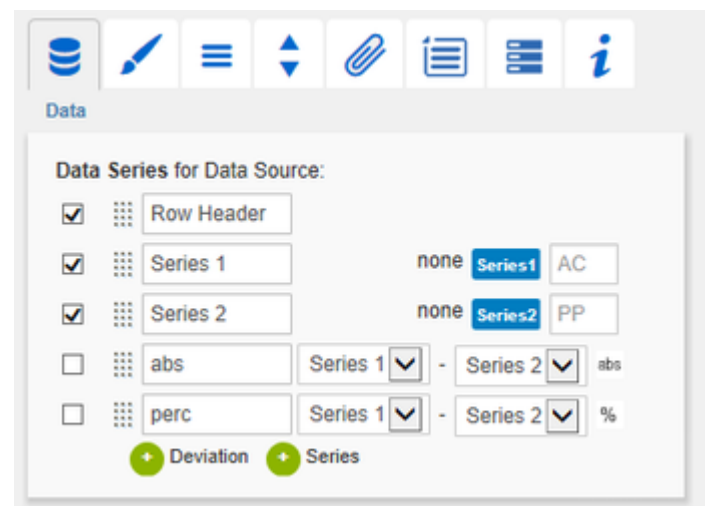 Data
Data Series for Data Source:
Row Header
Series 1 none Series1 AC
Series 2 none Series2 PP
abs Series 1 - Series 2 abs
perc Series 1 - Series 2 %
+ Deviation + Series